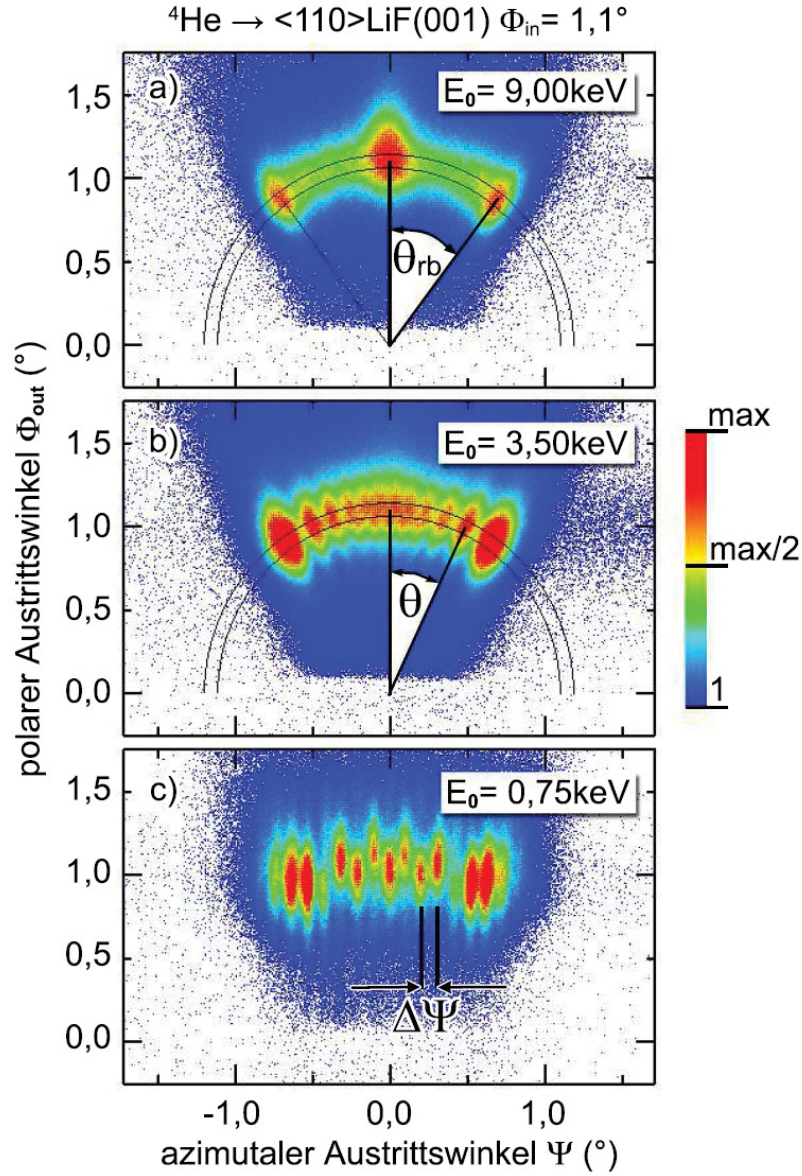 ⁴He → <110>LiF(001) Φin= 1,1°
a)
E₀= 9,00keV
1,5
1,0
0,5
0,0
θrb
b)
E₀= 3,50keV
1,5
1,0
0,5
0,0
θ
max
max/2
1
c)
E₀= 0,75keV
1,5
1,0
0,5
0,0
ΔΨ
-1,0
0,0
1,0
polarer Austrittswinkel Φout (°)
azimutaler Austrittswinkel Ψ (°)